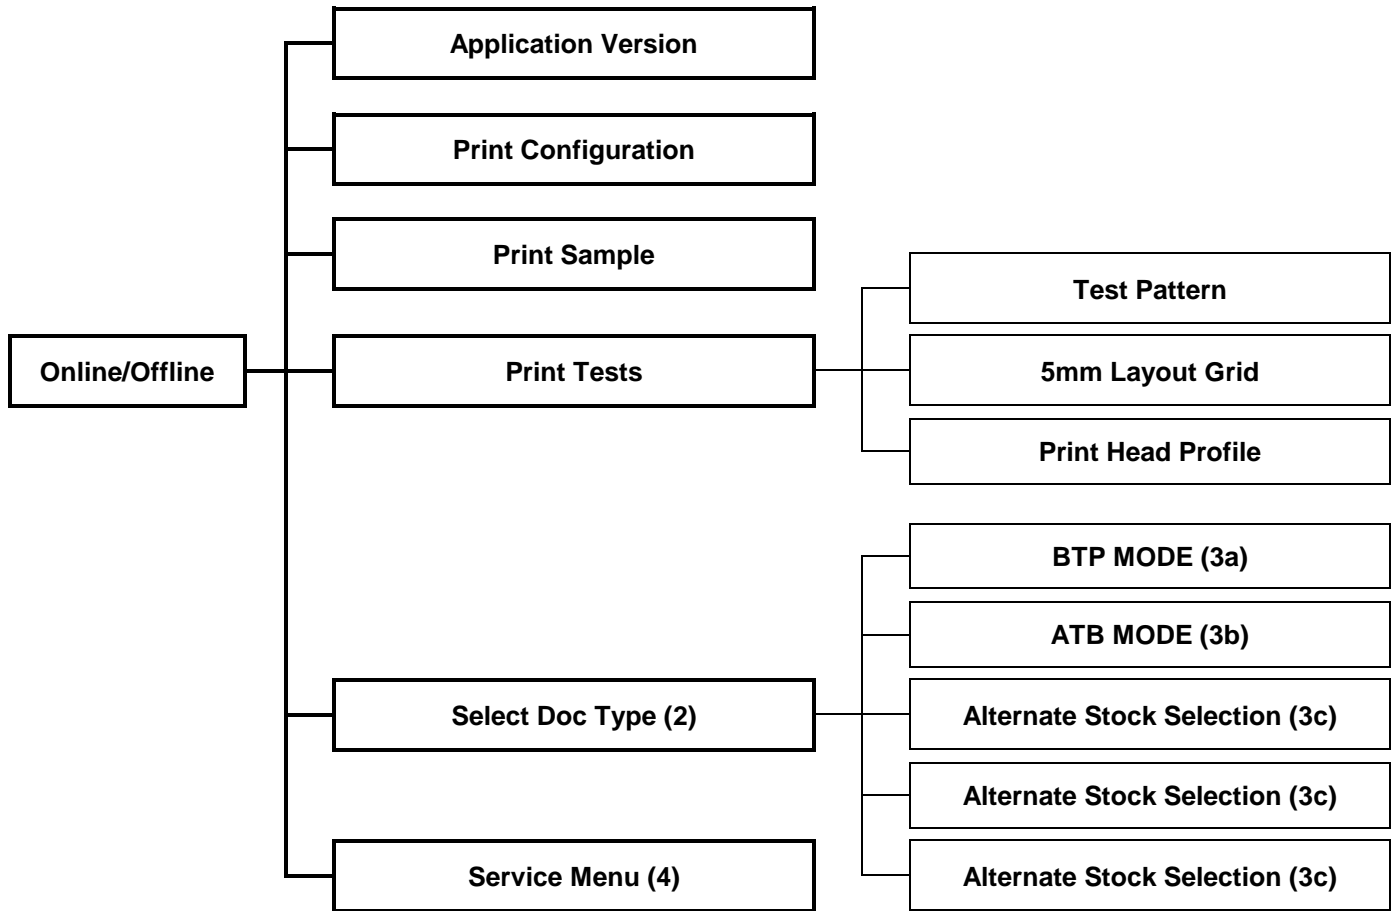 Online/Offline
Application Version
Print Configuration
Print Sample
Print Tests
Test Pattern
5mm Layout Grid
Print Head Profile
Select Doc Type (2)
BTP MODE (3a)
ATB MODE (3b)
Alternate Stock Selection (3c)
Alternate Stock Selection (3c)
Alternate Stock Selection (3c)
Service Menu (4)